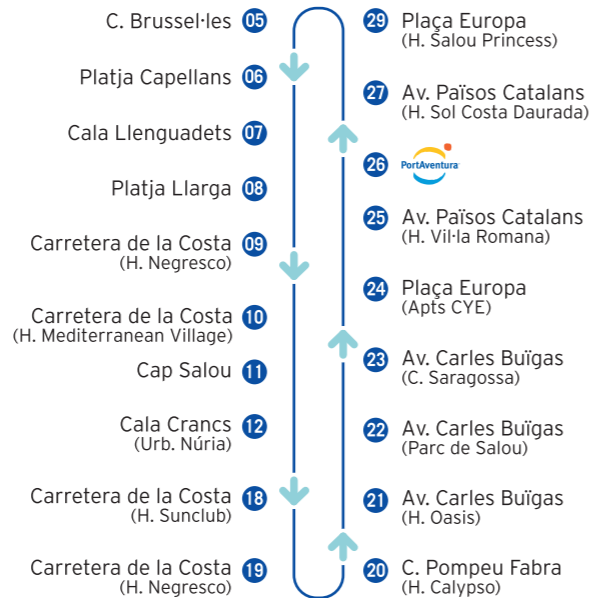 C. Brussel·les 05
Platja Capellans 06
Cala Llenguadets 07
Platja Llarga 08
Carretera de la Costa 09
(H. Negresco)
Carretera de la Costa 10
(H. Mediterranean Village)
Cap Salou 11
Cala Crancs 12
(Urb. Núria)
Carretera de la Costa 18
(H. Sunclub)
Carretera de la Costa 19
(H. Negresco)
29 Plaça Europa
(H. Salou Princess)
27 Av. Països Catalans
(H. Sol Costa Daurada)
26 PortAventura
25 Av. Països Catalans
(H. Vil·la Romana)
24 Plaça Europa
(Apts CYE)
23 Av. Carles Buïgas
(C. Saragossa)
22 Av. Carles Buïgas
(Parc de Salou)
21 Av. Carles Buïgas
(H. Oasis)
20 C. Pompeu Fabra
(H. Calypso)